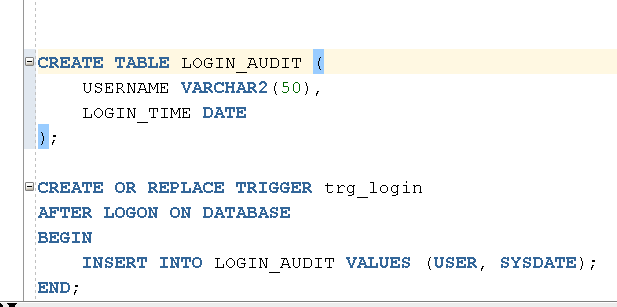 CREATE TABLE LOGIN_AUDIT (
    USERNAME VARCHAR2(50),
    LOGIN_TIME DATE
);
CREATE OR REPLACE TRIGGER trg_login
AFTER LOGON ON DATABASE
BEGIN
    INSERT INTO LOGIN_AUDIT VALUES (USER, SYSDATE);
END;